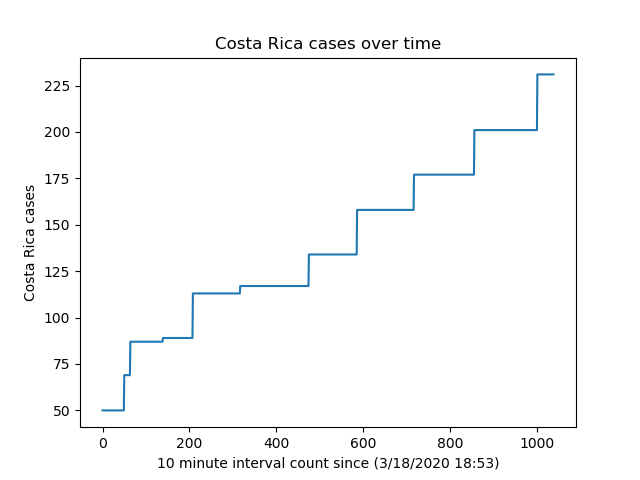 Costa Rica cases over time
225
200
175
150
125
100
75
50
Costa Rica cases
0 200 400 600 800 1000
10 minute interval count since (3/18/2020 18:53)